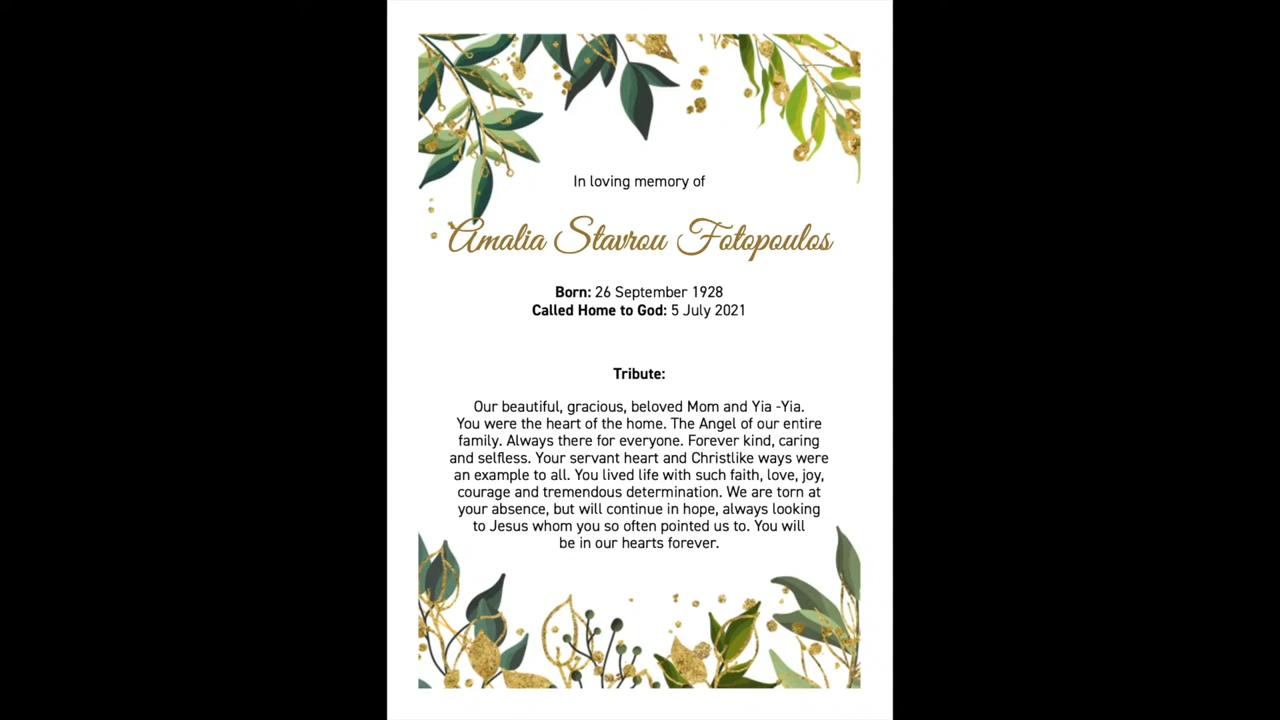 In loving memory of
Amalia Stavrou Fotopoulos
Born: 26 September 1928
Called Home to God: 5 July 2021
Tribute:
Our beautiful, gracious, beloved Mom and Yia -Yia.
You were the heart of the home. The Angel of our entire
family. Always there for everyone. Forever kind, caring
and selfless. Your servant heart and Christlike ways were
an example to all. You lived life with such faith, love, joy,
courage and tremendous determination. We are torn at
your absence, but will continue in hope, always looking
to Jesus whom you so often pointed us to. You will
be in our hearts forever.